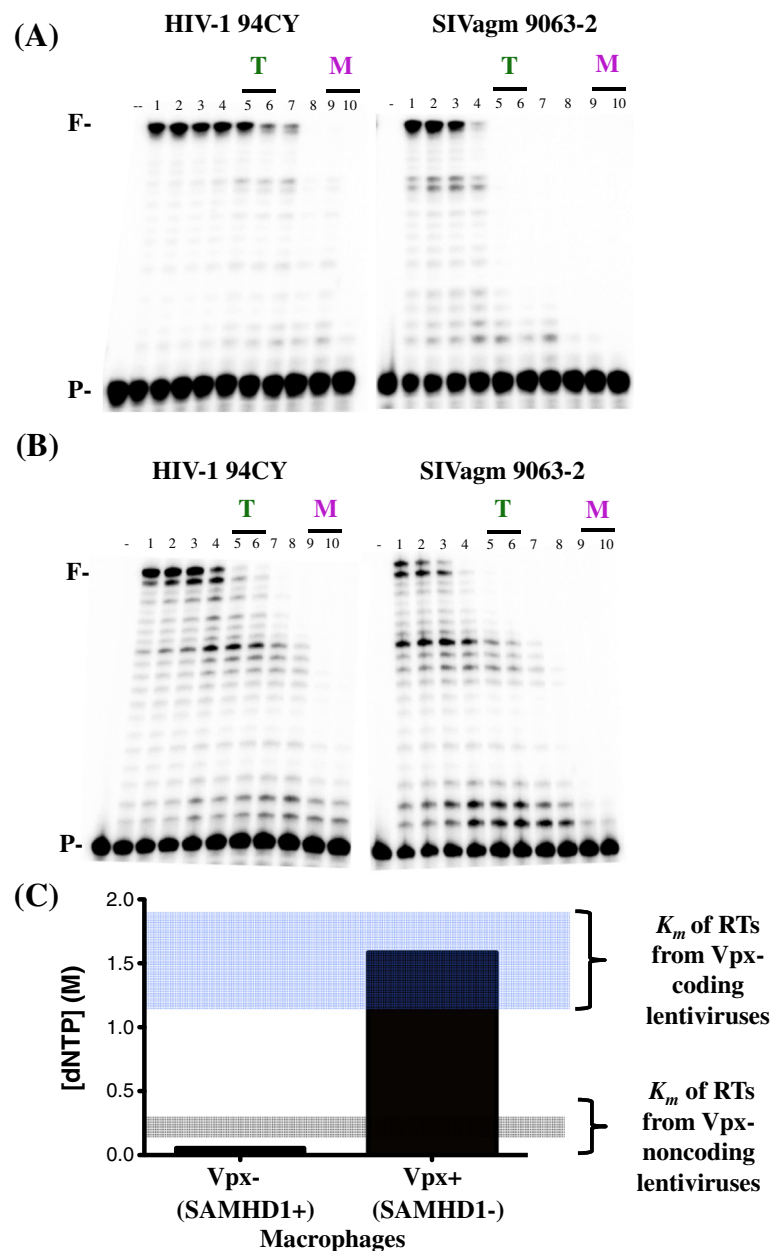 (A)
HIV-1 94CY
SIVagm 9063-2
T
M
T
M
-- 1 2 3 4 5 6 7 8 9 10
- 1 2 3 4 5 6 7 8 9 10
F-
P-
(B)
HIV-1 94CY
SIVagm 9063-2
T
M
T
M
- 1 2 3 4 5 6 7 8 9 10
- 1 2 3 4 5 6 7 8 9 10
F-
P-
(C)
[dNTP] (M)
2.0
1.5
1.0
0.5
0.0
Km of RTs
from Vpx-
coding
lentiviruses
Km of RTs
from Vpx-
noncoding
lentiviruses
Vpx-
(SAMHD1+)
Vpx+
(SAMHD1-)
Macrophages